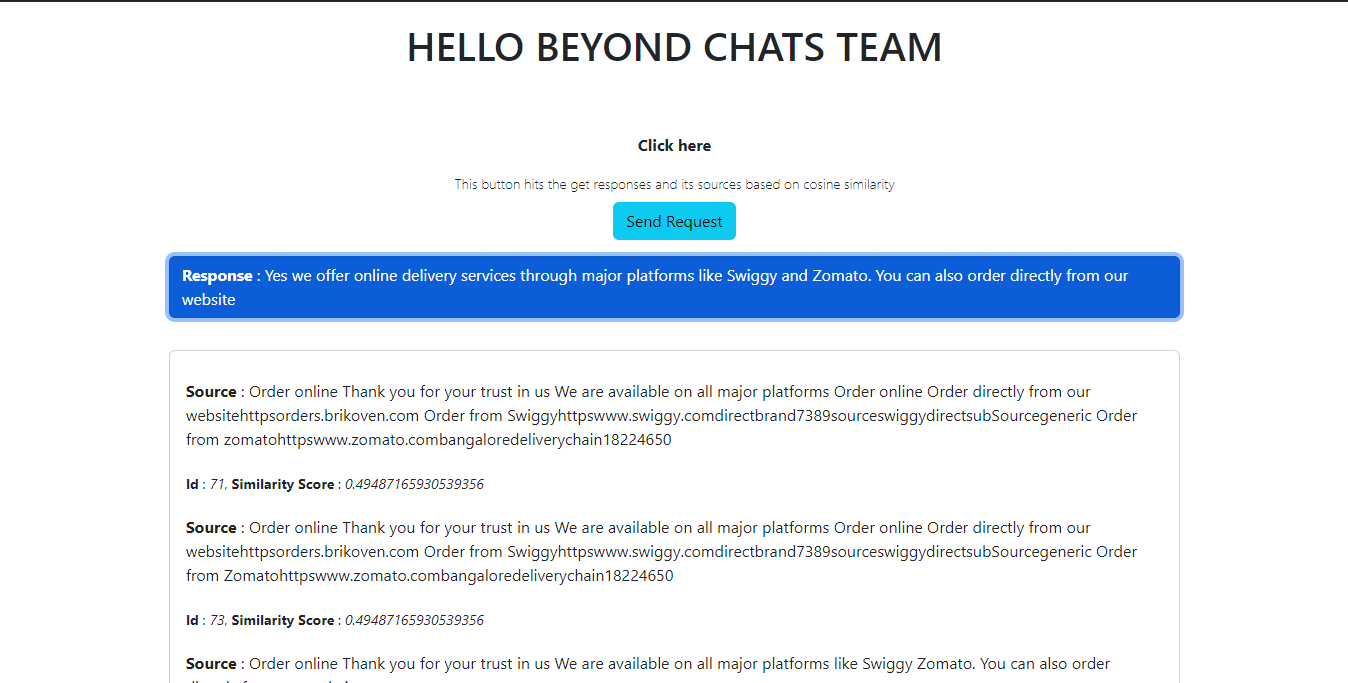 HELLO BEYOND CHATS TEAM
Click here
This button hits the get responses and its sources based on cosine similarity
Send Request
Response : Yes we offer online delivery services through major platforms like Swiggy and Zomato. You can also order directly from our
website
Source : Order online Thank you for your trust in us We are available on all major platforms Order online Order directly from our
websitehttpsorders.brikoven.com Order from Swiggyhttpswww.swiggy.comdirectbrand7389sourceswiggydirectsubSourcegeneric Order
from zomatohttpswww.zomato.combangaloredeliverychain18224650
Id : 71, Similarity Score : 0.49487165930539356
Source : Order online Thank you for your trust in us We are available on all major platforms Order online Order directly from our
websitehttpsorders.brikoven.com Order from Swiggyhttpswww.swiggy.comdirectbrand7389sourceswiggydirectsubSourcegeneric Order
from Zomatohttpswww.zomato.combangaloredeliverychain18224650
Id : 73, Similarity Score : 0.49487165930539356
Source : Order online Thank you for your trust in us We are available on all major platforms like Swiggy Zomato. You can also order